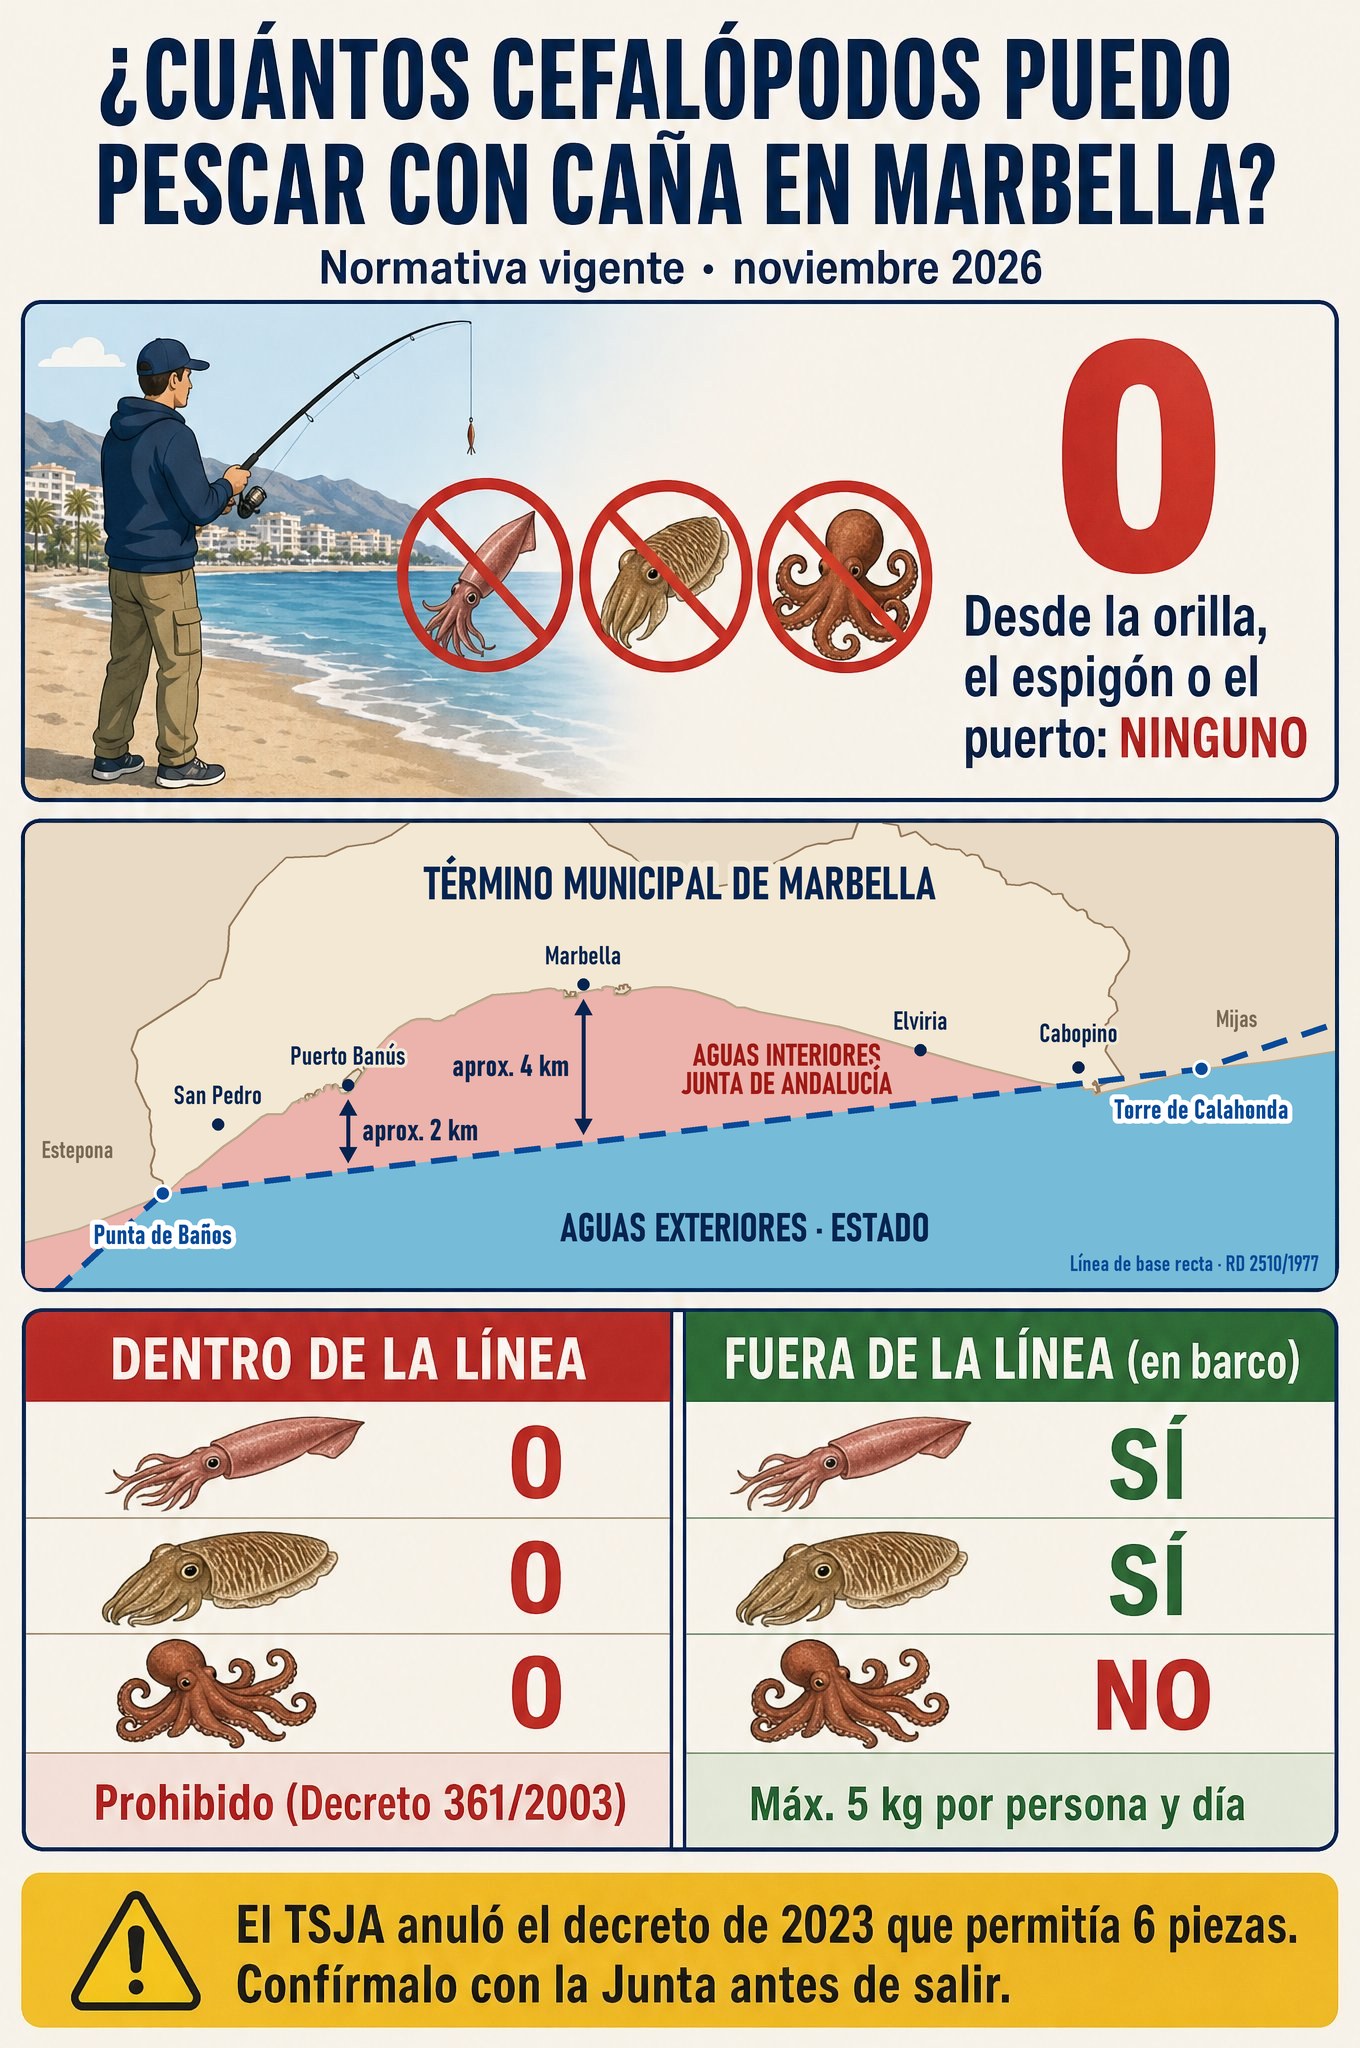 ¿CUÁNTOS CEFALÓPODOS PUEDO
PESCAR CON CAÑA EN MARBELLA?
Normativa vigente • noviembre 2026
0
Desde la orilla,
el espigón o el
puerto: NINGUNO
TÉRMINO MUNICIPAL DE MARBELLA
Marbella
Elviria
Cabopino
Mijas
Puerto Banús
aprox. 4 km
AGUAS INTERIORES
JUNTA DE ANDALUCÍA
San Pedro
aprox. 2 km
Torre de Calahonda
Estepona
Punta de Baños
AGUAS EXTERIORES · ESTADO
Línea de base recta · RD 2510/1977
DENTRO DE LA LÍNEA
0
0
0
Prohibido (Decreto 361/2003)
FUERA DE LA LÍNEA (en barco)
SÍ
SÍ
NO
Máx. 5 kg por persona y día
El TSJA anuló el decreto de 2023 que permitía 6 piezas.
Confírmalo con la Junta antes de salir.